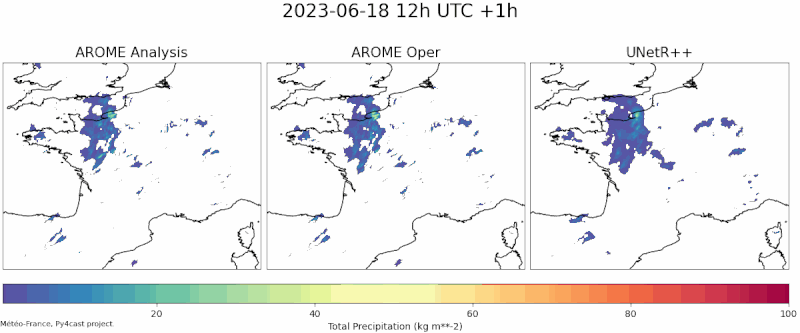 2023-06-18 12h UTC +1h
AROME Analysis
AROME Oper
UNetR++
20
40
60
80
100
Total Precipitation (kg m**-2)
Météo-France, Py4cast project.